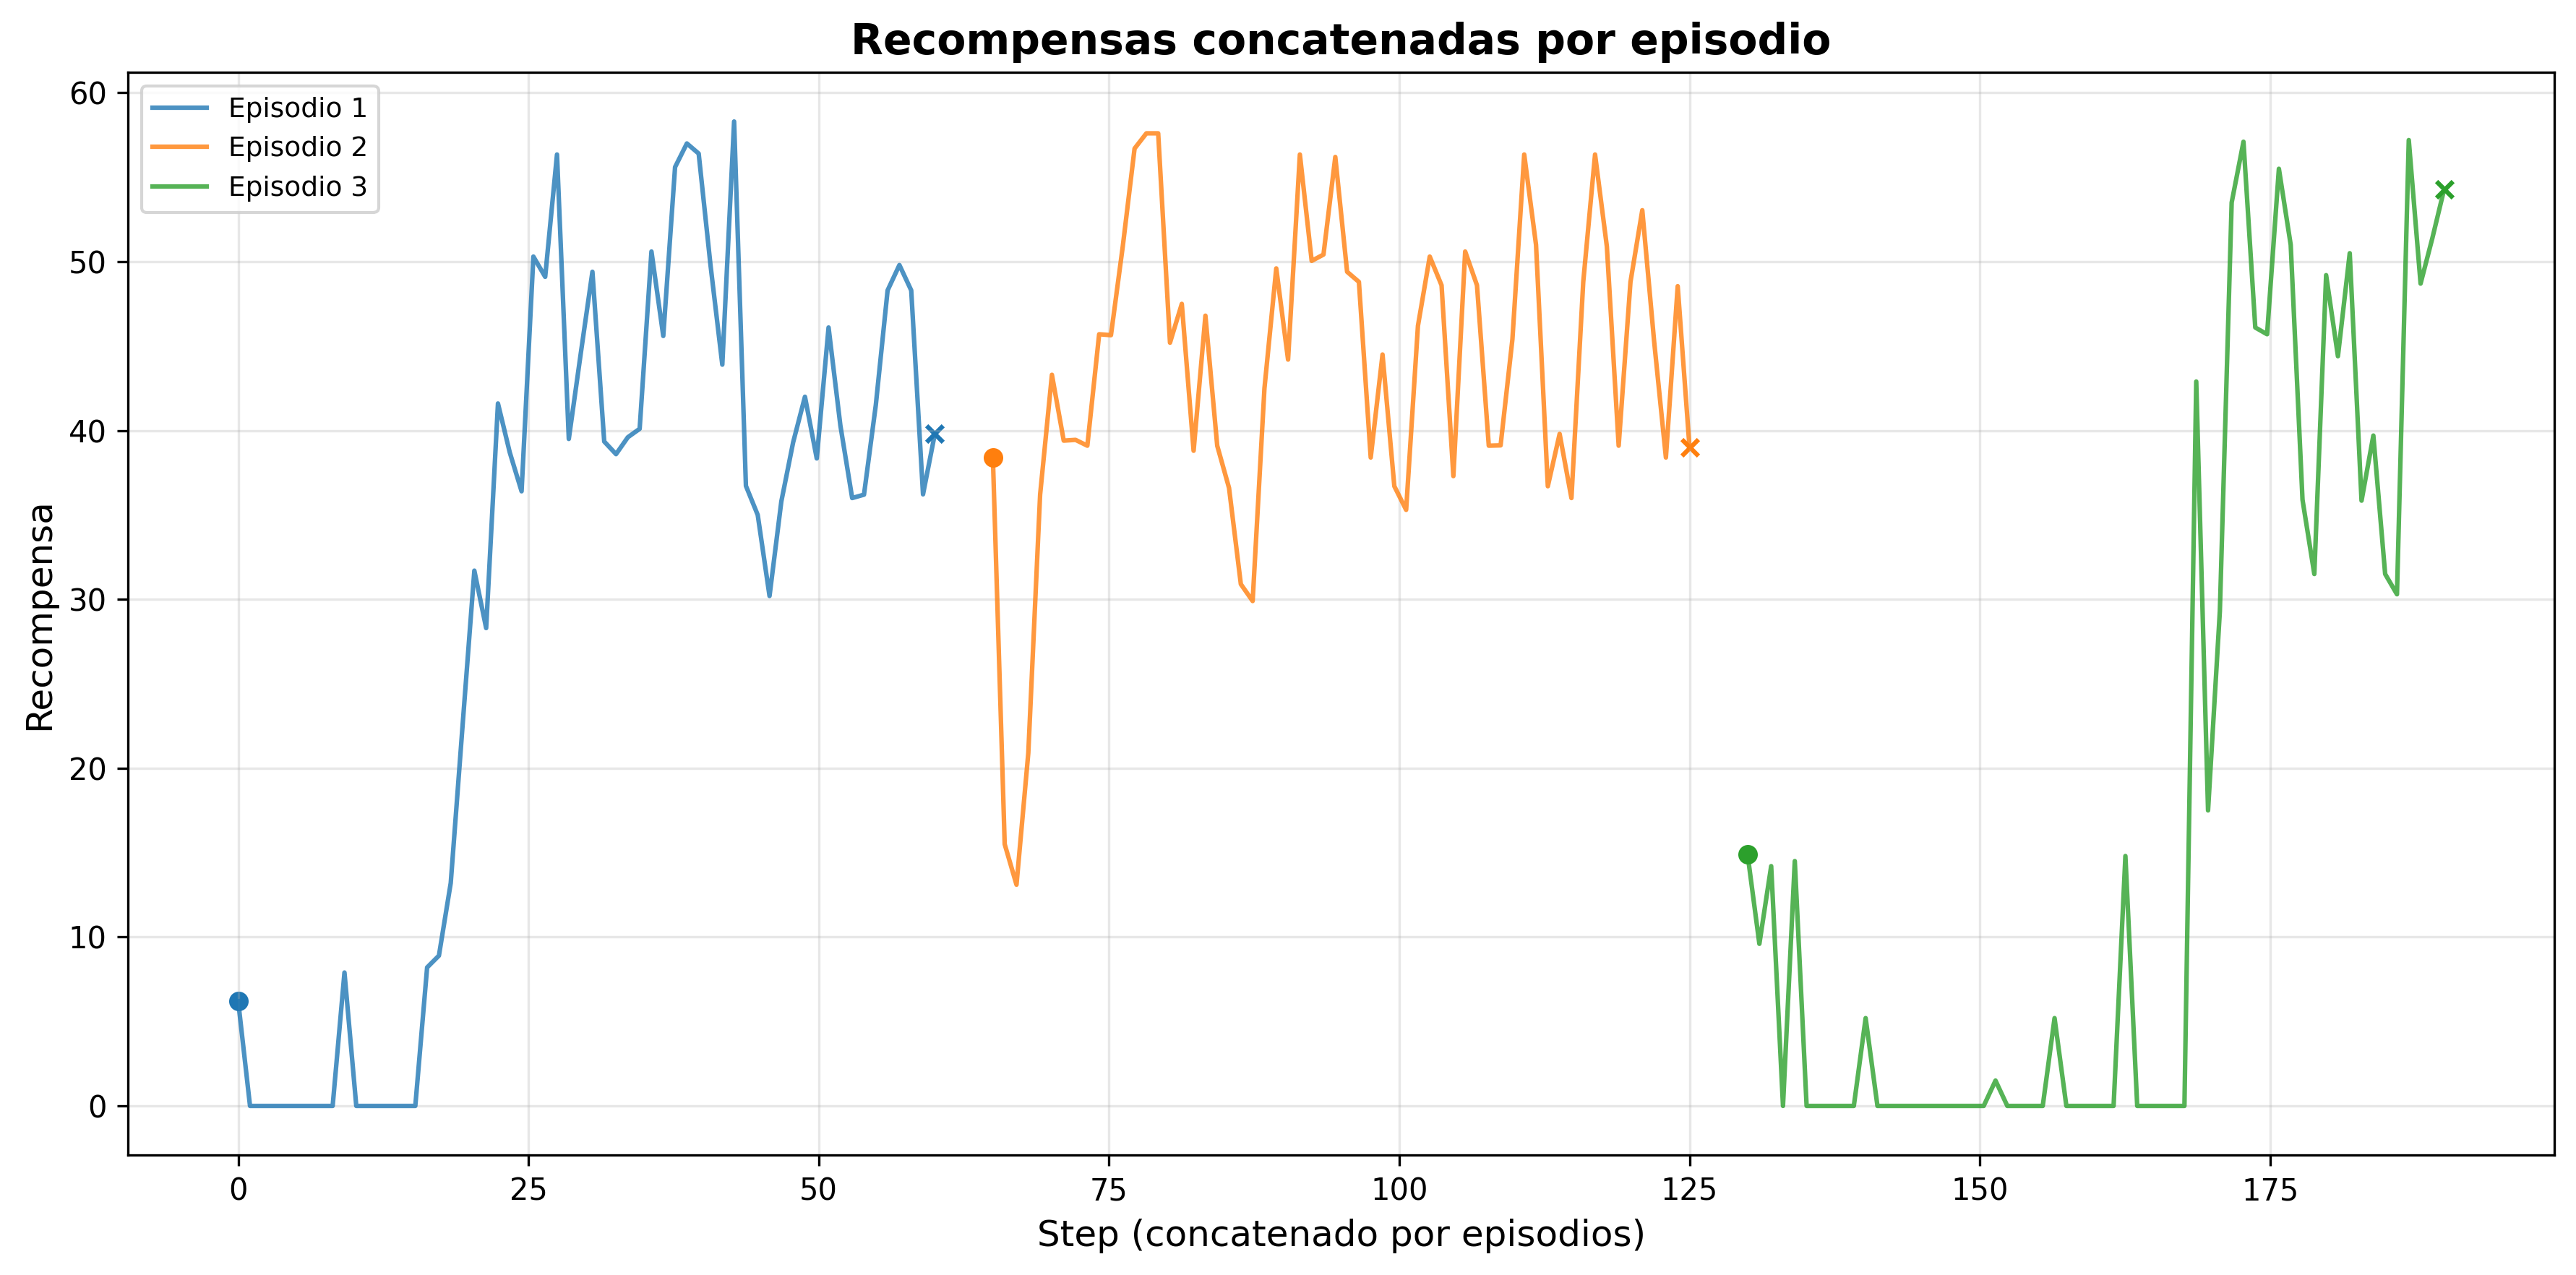 Recompensas concatenadas por episodio
Episodio 1
Episodio 2
Episodio 3
Recompensa
60
50
40
30
20
10
0
0 25 50 75 100 125 150 175
Step (concatenado por episodios)